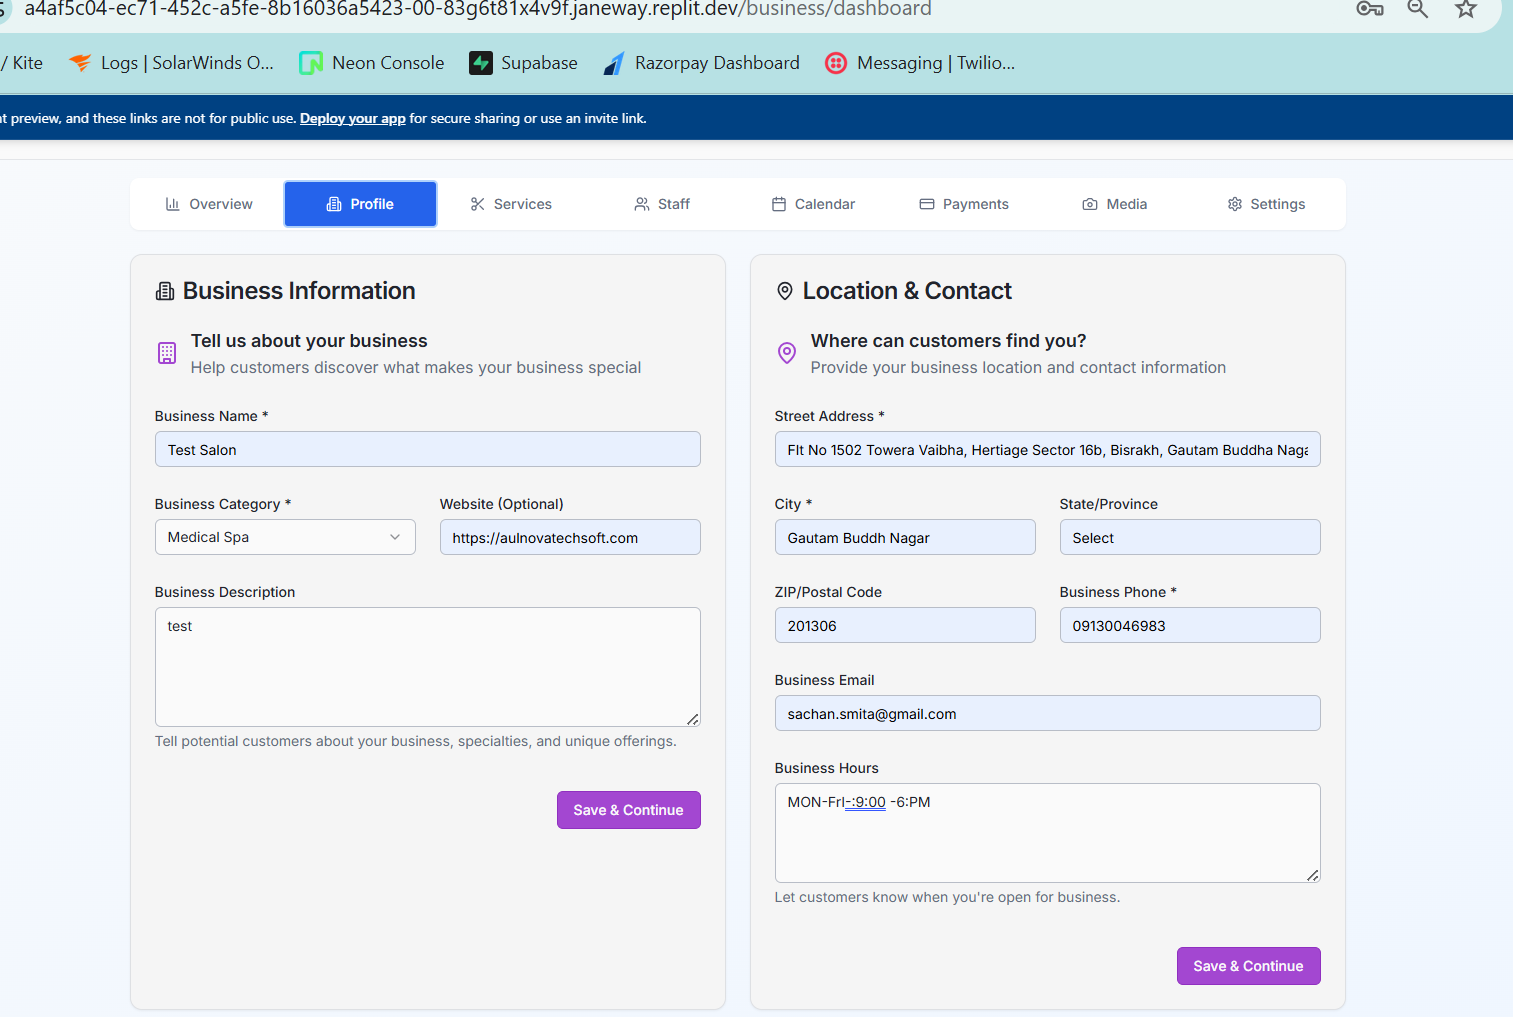 a4af5c04-ec71-452c-a5fe-8b16036a5423-00-83g6t81x4v9f.janeway.replit.dev/business/dashboard
/ Kite Logs | SolarWinds O... Neon Console Supabase Razorpay Dashboard Messaging | Twilio...
preview, and these links are not for public use. Deploy your app for secure sharing or use an invite link.
Overview Profile Services Staff Calendar Payments Media Settings
Business Information
Tell us about your business
Help customers discover what makes your business special
Business Name *
Test Salon
Business Category * Website (Optional)
Medical Spa https://aulnovatechsoft.com
Business Description
test
Tell potential customers about your business, specialties, and unique offerings.
Save & Continue
Location & Contact
Where can customers find you?
Provide your business location and contact information
Street Address *
Flt No 1502 Towera Vaibha, Hertiage Sector 16b, Bisrakh, Gautam Buddha Naga
City * State/Province
Gautam Buddh Nagar Select
ZIP/Postal Code Business Phone *
201306 09130046983
Business Email
sachan.smita@gmail.com
Business Hours
MON-FrI-:9:00 -6:PM
Let customers know when you're open for business.
Save & Continue